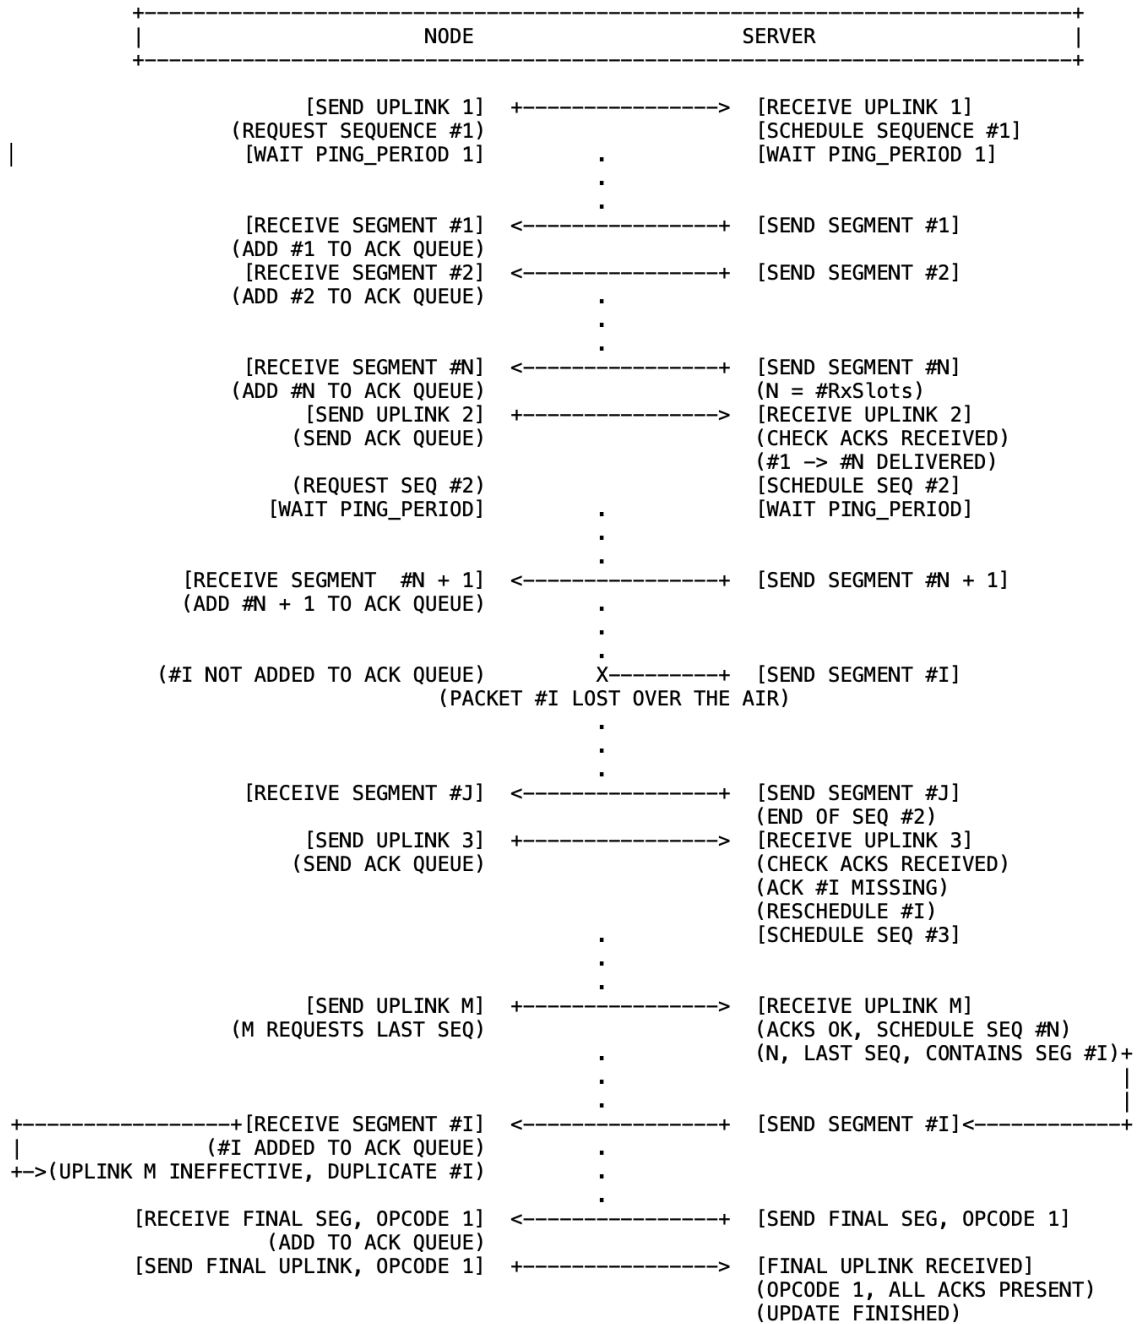 +-------------------------------------------------------------------------+
| NODE SERVER |
+-------------------------------------------------------------------------+
[SEND UPLINK 1] +---------------> [RECEIVE UPLINK 1]
(REQUEST SEQUENCE #1) [SCHEDULE SEQUENCE #1]
| [WAIT PING_PERIOD 1] . [WAIT PING_PERIOD 1]
.
.
[RECEIVE SEGMENT #1] <---------------+ [SEND SEGMENT #1]
(ADD #1 TO ACK QUEUE)
[RECEIVE SEGMENT #2] <---------------+ [SEND SEGMENT #2]
(ADD #2 TO ACK QUEUE) .
.
.
[RECEIVE SEGMENT #N] <---------------+ [SEND SEGMENT #N]
(ADD #N TO ACK QUEUE) (N = #RxSlots)
[SEND UPLINK 2] +---------------> [RECEIVE UPLINK 2]
(SEND ACK QUEUE) (CHECK ACKS RECEIVED)
(#1 -> #N DELIVERED)
(REQUEST SEQ #2) [SCHEDULE SEQ #2]
[WAIT PING_PERIOD] . [WAIT PING_PERIOD]
.
.
[RECEIVE SEGMENT  #N + 1] <---------------+ [SEND SEGMENT #N + 1]
(ADD #N + 1 TO ACK QUEUE) .
.
.
(#I NOT ADDED TO ACK QUEUE) X---------+ [SEND SEGMENT #I]
(PACKET #I LOST OVER THE AIR)
.
.
.
[RECEIVE SEGMENT #J] <---------------+ [SEND SEGMENT #J]
(END OF SEQ #2)
[SEND UPLINK 3] +---------------> [RECEIVE UPLINK 3]
(SEND ACK QUEUE) (CHECK ACKS RECEIVED)
(ACK #I MISSING)
(RESCHEDULE #I)
. [SCHEDULE SEQ #3]
.
.
[SEND UPLINK M] +---------------> [RECEIVE UPLINK M]
(M REQUESTS LAST SEQ) (ACKS OK, SCHEDULE SEQ #N)
. (N, LAST SEQ, CONTAINS SEG #I)+
. |
. |
+-----------------+[RECEIVE SEGMENT #I] <---------------+ [SEND SEGMENT #I]<------------+
| (#I ADDED TO ACK QUEUE) .
+->(UPLINK M INEFFECTIVE, DUPLICATE #I) .
.
[RECEIVE FINAL SEG, OPCODE 1] <---------------+ [SEND FINAL SEG, OPCODE 1]
(ADD TO ACK QUEUE)
[SEND FINAL UPLINK, OPCODE 1] +---------------> [FINAL UPLINK RECEIVED]
(OPCODE 1, ALL ACKS PRESENT)
(UPDATE FINISHED)